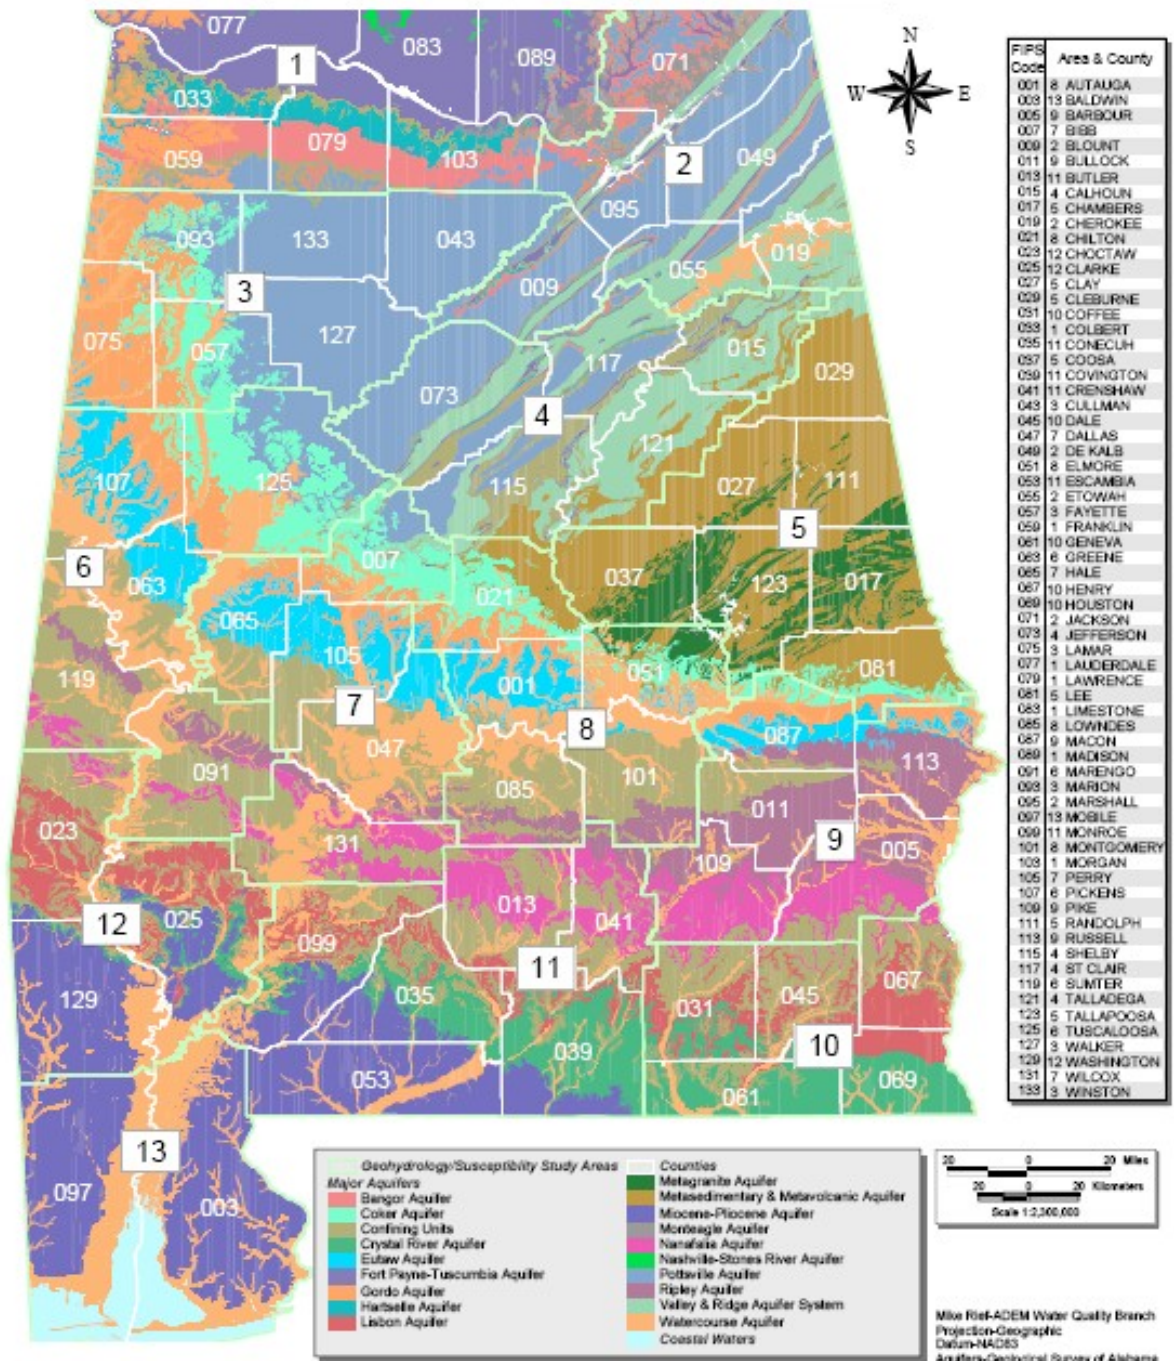 077
083
089
071
N
W E
S
1
033
079
103
059
2
049
095
093
133
043
019
055
3
009
075
057
127
117
015
029
073
4
121
107
125
115
027
111
5
6
063
007
037
123
017
065
021
105
051
081
119
001
7
8
047
087
113
091
085
101
011
023
131
109
9
005
013
041
12
025
099
11
067
129
035
031
045
10
039
053
069
061
13
097
003
FIPS Code Area & County
001 8 AUTAUGA
003 13 BALDWIN
005 9 BARBOUR
007 7 BIBB
009 2 BLOUNT
011 9 BULLOCK
013 11 BUTLER
015 4 CALHOUN
017 5 CHAMBERS
019 2 CHEROKEE
021 8 CHILTON
023 12 CHOCTAW
025 12 CLARKE
027 5 CLAY
029 5 CLEBURNE
031 10 COFFEE
033 1 COLBERT
035 11 CONECUH
037 5 COOSA
039 11 COVINGTON
041 11 CRENSHAW
043 3 CULLMAN
045 10 DALE
047 7 DALLAS
049 2 DE KALB
051 8 ELMORE
053 11 ESCAMBIA
055 2 ETOWAH
057 3 FAYETTE
059 1 FRANKLIN
061 10 GENEVA
063 6 GREENE
065 7 HALE
067 10 HENRY
069 10 HOUSTON
071 2 JACKSON
073 4 JEFFERSON
075 3 LAMAR
077 1 LAUDERDALE
079 1 LAWRENCE
081 5 LEE
083 1 LIMESTONE
085 8 LOWNDES
087 9 MACON
089 1 MADISON
091 6 MARENGO
093 3 MARION
095 2 MARSHALL
097 13 MOBILE
099 11 MONROE
101 8 MONTGOMERY
103 1 MORGAN
105 7 PERRY
107 6 PICKENS
109 9 PIKE
111 5 RANDOLPH
113 9 RUSSELL
115 4 SHELBY
117 4 ST CLAIR
119 6 SUMTER
121 4 TALLADEGA
123 5 TALLAPOOSA
125 6 TUSCALOOSA
127 3 WALKER
129 12 WASHINGTON
131 7 WILCOX
133 3 WINSTON
Geohydrology/Susceptibility Study Areas
Major Aquifers
Bangor Aquifer
Coker Aquifer
Confining Units
Crystal River Aquifer
Eutaw Aquifer
Fort Payne-Tuscumbia Aquifer
Gordo Aquifer
Hartselle Aquifer
Lisbon Aquifer
Counties
Metagranite Aquifer
Metasedimentary & Metavolcanic Aquifer
Miocene-Pliocene Aquifer
Monteagle Aquifer
Nanafalia Aquifer
Nashville-Stones River Aquifer
Pottsville Aquifer
Ripley Aquifer
Valley & Ridge Aquifer System
Watercourse Aquifer
Coastal Waters
20 0 20 Miles
20 0 20 Kilometers
Scale 1:2,300,000
Mike Rief-ADEM Water Quality Branch
Projection-Geographic
Datum-NAD83
Aquifers-Geological Survey of Alabama